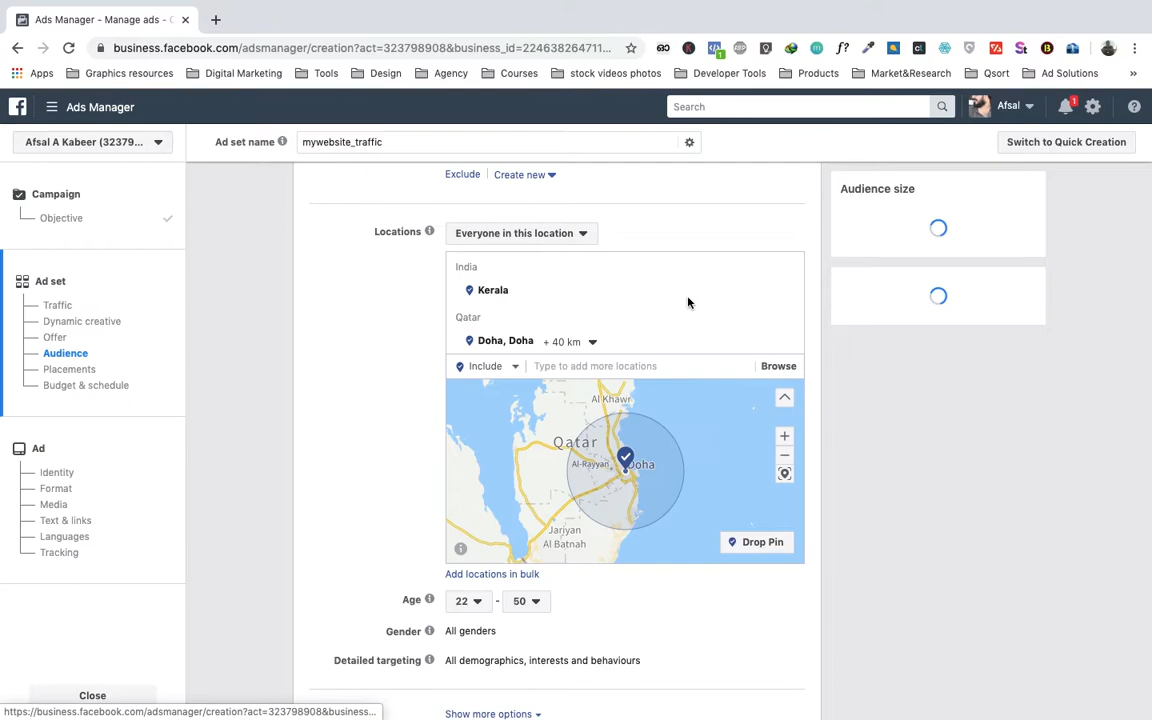 Ads Manager - Manage ads - C
business.facebook.com/adsmanager/creation?act=323798908&business_id=224638264711...
Apps Graphics resources Digital Marketing Tools Design Agency Courses stock videos photos Developer Tools Products Market&Research Qsort Ad Solutions »
Ads Manager Search Afsal 1
Afsal A Kabeer (32379... Ad set name mywebsite_traffic Switch to Quick Creation
Exclude Create new
Campaign
Objective
Ad set
Traffic
Dynamic creative
Offer
Audience
Placements
Budget & schedule
Ad
Identity
Format
Media
Text & links
Languages
Tracking
Close
Locations Everyone in this location
India
Kerala
Qatar
Doha, Doha + 40 km
Include Type to add more locations Browse
Al Khawr
Qatar
Al-Rayyan Doha
Jariyan
Al Batnah
Drop Pin
Add locations in bulk
Age 22 - 50
Gender All genders
Detailed targeting All demographics, interests and behaviours
Show more options
Audience size
https://business.facebook.com/adsmanager/creation?act=323798908&business...